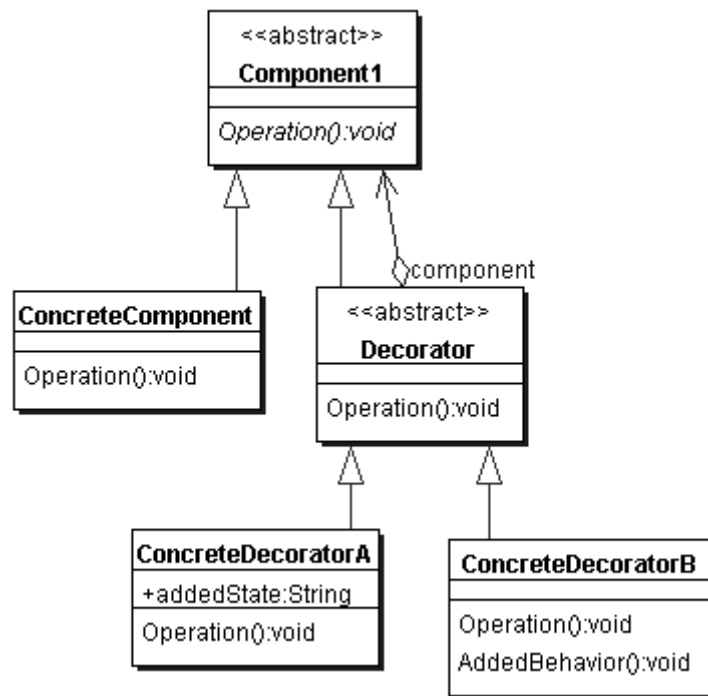 <<abstract>>
Component1
Operation():void
component
ConcreteComponent
Operation():void
<<abstract>>
Decorator
Operation():void
ConcreteDecoratorA
+addedState:String
Operation():void
ConcreteDecoratorB
Operation():void
AddedBehavior():void